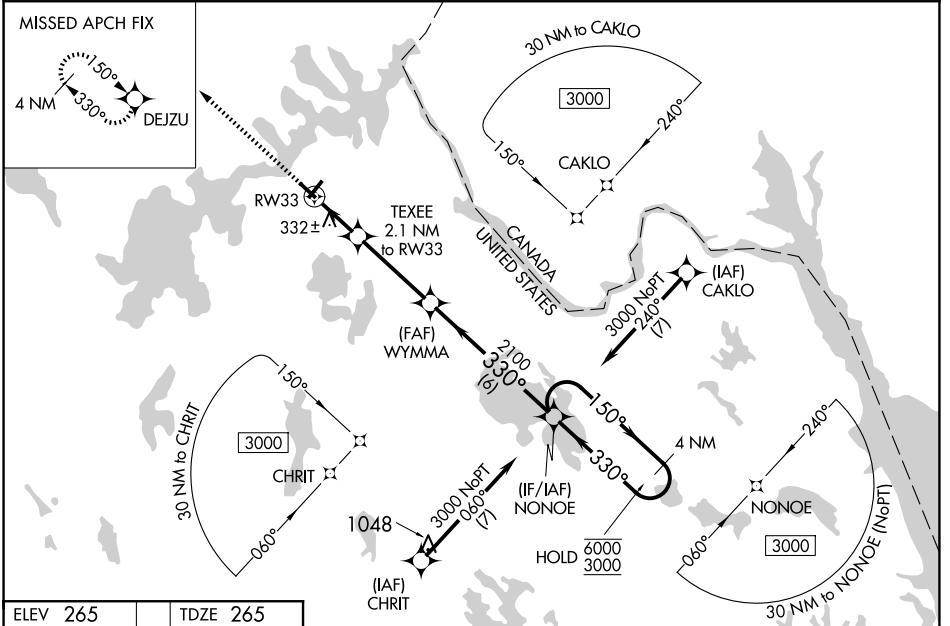 MISSED APCH FIX
150°
4 NM
330°
DEJZU
30 NM to CAKLO
3000
150°
240°
CAKLO
RW33
332±
TEXEE
2.1 NM
to RW33
CANADA
UNITED STATES
(IAF)
CAKLO
3000 NoPT
240°
(7)
(FAF)
WYMMA
2100
330°
(6)
30 NM to CHRIT
150°
3000
CHRIT
060°
150°
330°
4 NM
(IF/IAF)
NONOE
HOLD
6000
3000
1048
3000 NoPT
060°
(7)
(IAF)
CHRIT
240°
NONOE
060°
3000
30 NM to NONOE (NoPT)
ELEV 265
TDZE 265